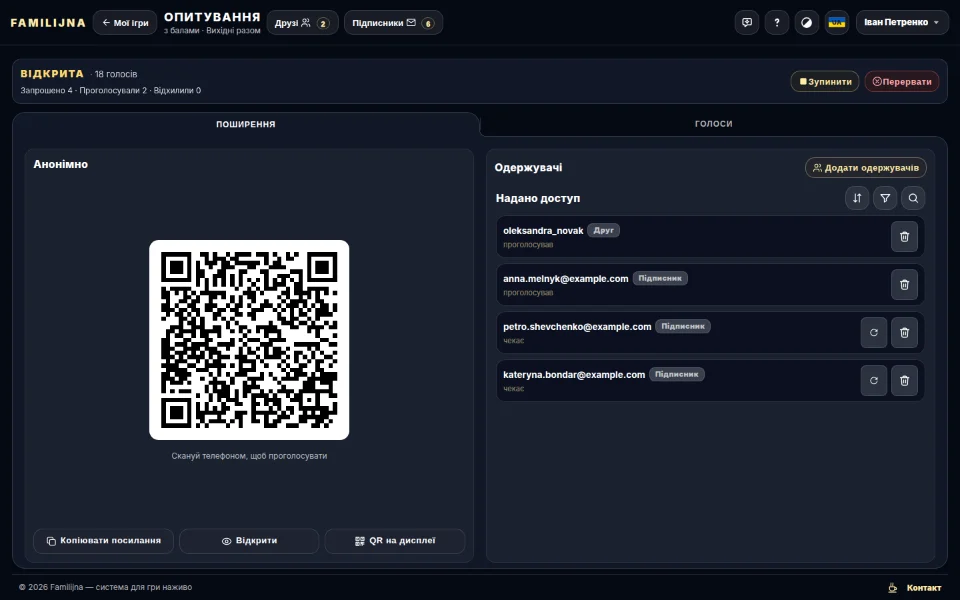 FAMILIJNA
Мої ігри
ОПИТУВАННЯ
з балами · Вихідні разом
Друзі 2
Підписники 6
?
UA
Іван Петренко
ВІДКРИТА · 18 голосів
Запрошено 4 · Проголосували 2 · Відхилили 0
Зупинити
Перервати
ПОШИРЕННЯ
ГОЛОСИ
Анонімно
Скануй телефоном, щоб проголосувати
Копіювати посилання
Відкрити
QR на дисплеї
Одержувачі
Додати одержувачів
Надано доступ
oleksandra_novak Друг
проголосував
anna.melnyk@example.com Підписник
проголосував
petro.shevchenko@example.com Підписник
чекає
kateryna.bondar@example.com Підписник
чекає
© 2026 Familijna — система для гри наживо
Контакт